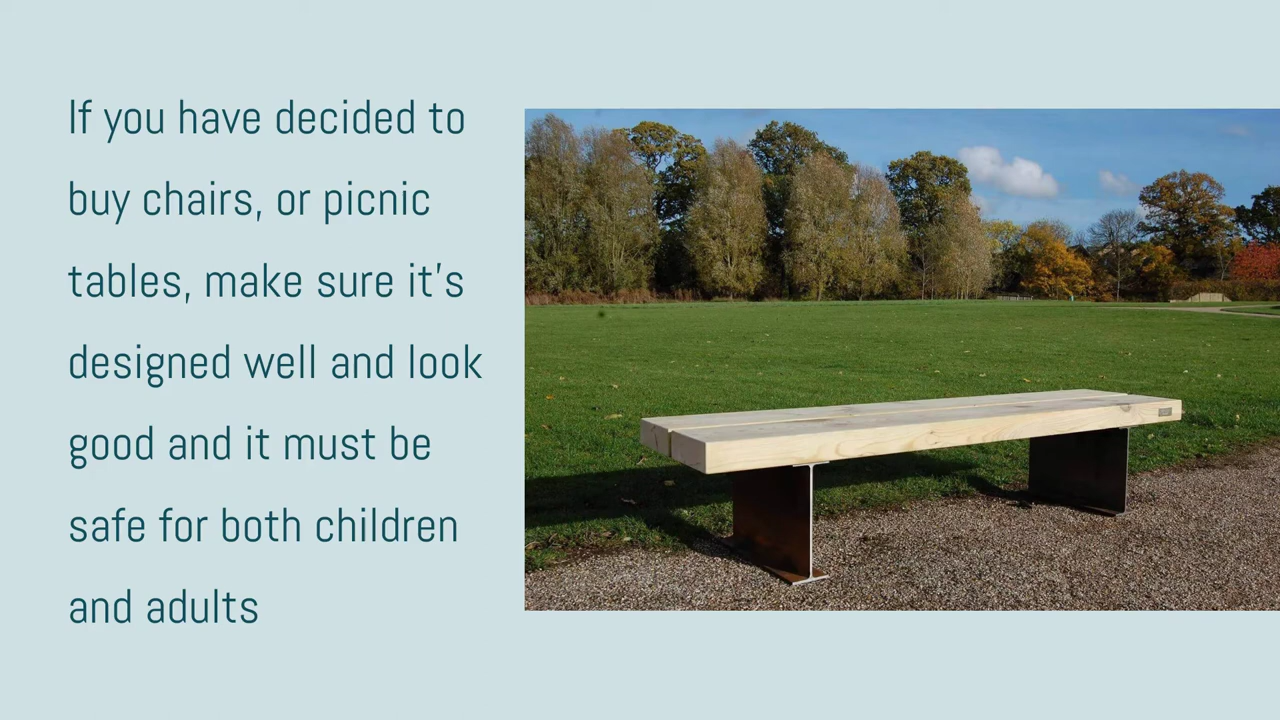 If you have decided to
buy chairs, or picnic
tables, make sure it's
designed well and look
good and it must be
safe for both children
and adults